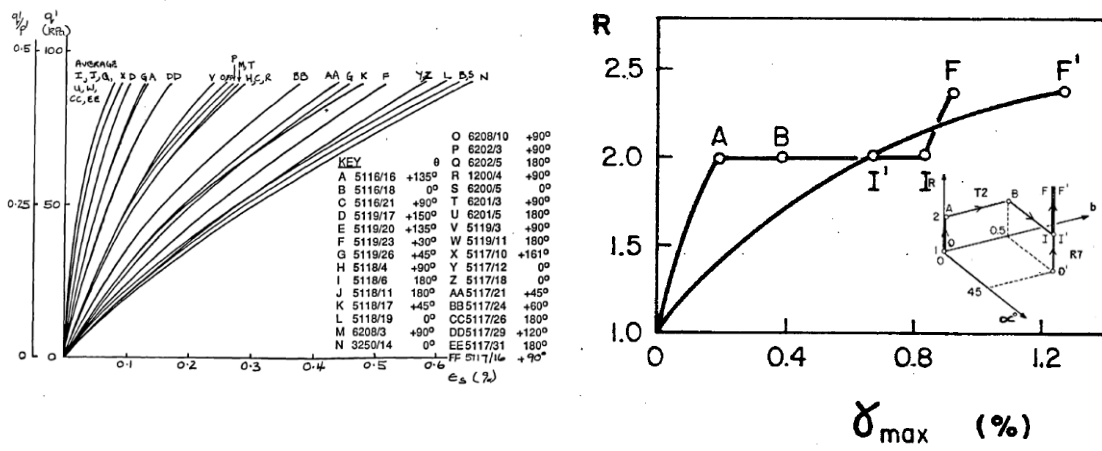 q'/p'
q'
(kPa)
0.5
100
0.25
50
0
0
AVERAGE
I, J, Q,
U, W,
CC, EE
X D G A DD V O,FF P M,T H,C,R BB AA G K F Y Z L B,S N
KEY θ
A 5116/16 +135°
B 5116/18 0°
C 5116/21 +90°
D 5119/17 +150°
E 5119/20 +135°
F 5119/23 +30°
G 5119/26 +45°
H 5118/4 +90°
I 5118/6 180°
J 5118/11 180°
K 5118/17 +45°
L 5118/19 0°
M 6208/3 +90°
N 3250/14 0°
O 6208/10 +90°
P 6202/3 +90°
Q 6202/5 180°
R 1200/4 +90°
S 6200/5 0°
T 6201/3 +90°
U 6201/5 180°
V 5119/3 +90°
W 5119/11 180°
X 5117/10 +161°
Y 5117/12 0°
Z 5117/18 0°
AA 5117/21 +45°
BB 5117/24 +60°
CC 5117/26 180°
DD 5117/29 +120°
EE 5117/31 180°
FF 5117/16 +90°
0.1 0.2 0.3 0.4 0.5 0.6
εs (%)
R
2.5
2.0
1.5
1.0
A B I' I F F'
0 0.4 0.8 1.2
γmax (%)
R
T2
B
F F'
b
2
A
0.5
I I'
1
O
0
R7
O'
45
α°